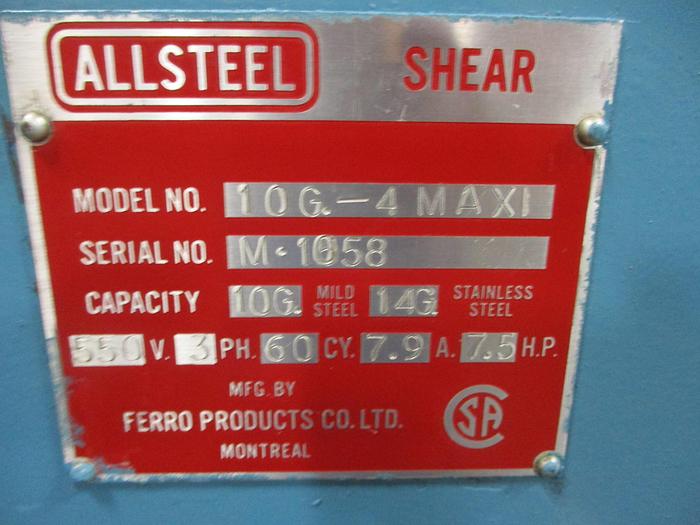 ALLSTEEL SHEAR
MODEL NO. 10G.-4 MAXI
SERIAL NO. M-1058
CAPACITY 10G. MILD STEEL 14G. STAINLESS STEEL
550 V. 3 PH. 60 CY. 7.9 A. 7.5 H.P.
MFG. BY
FERRO PRODUCTS CO. LTD.
MONTREAL
CSA